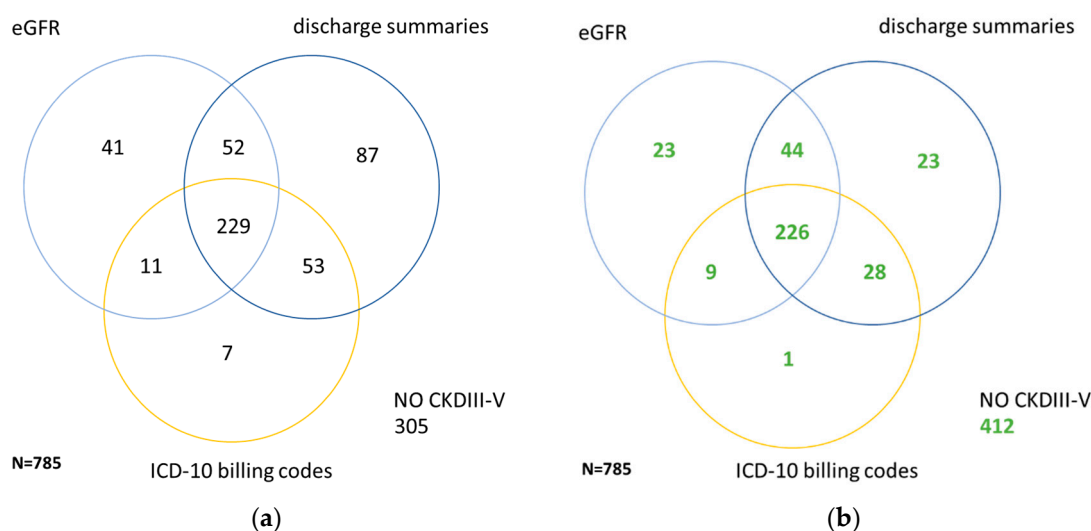 eGFR
discharge summaries
41
52
87
229
11
53
7
NO CKDIII-V
305
N=785
ICD-10 billing codes
(a)
eGFR
discharge summaries
23
44
23
226
9
28
1
NO CKDIII-V
412
N=785
ICD-10 billing codes
(b)